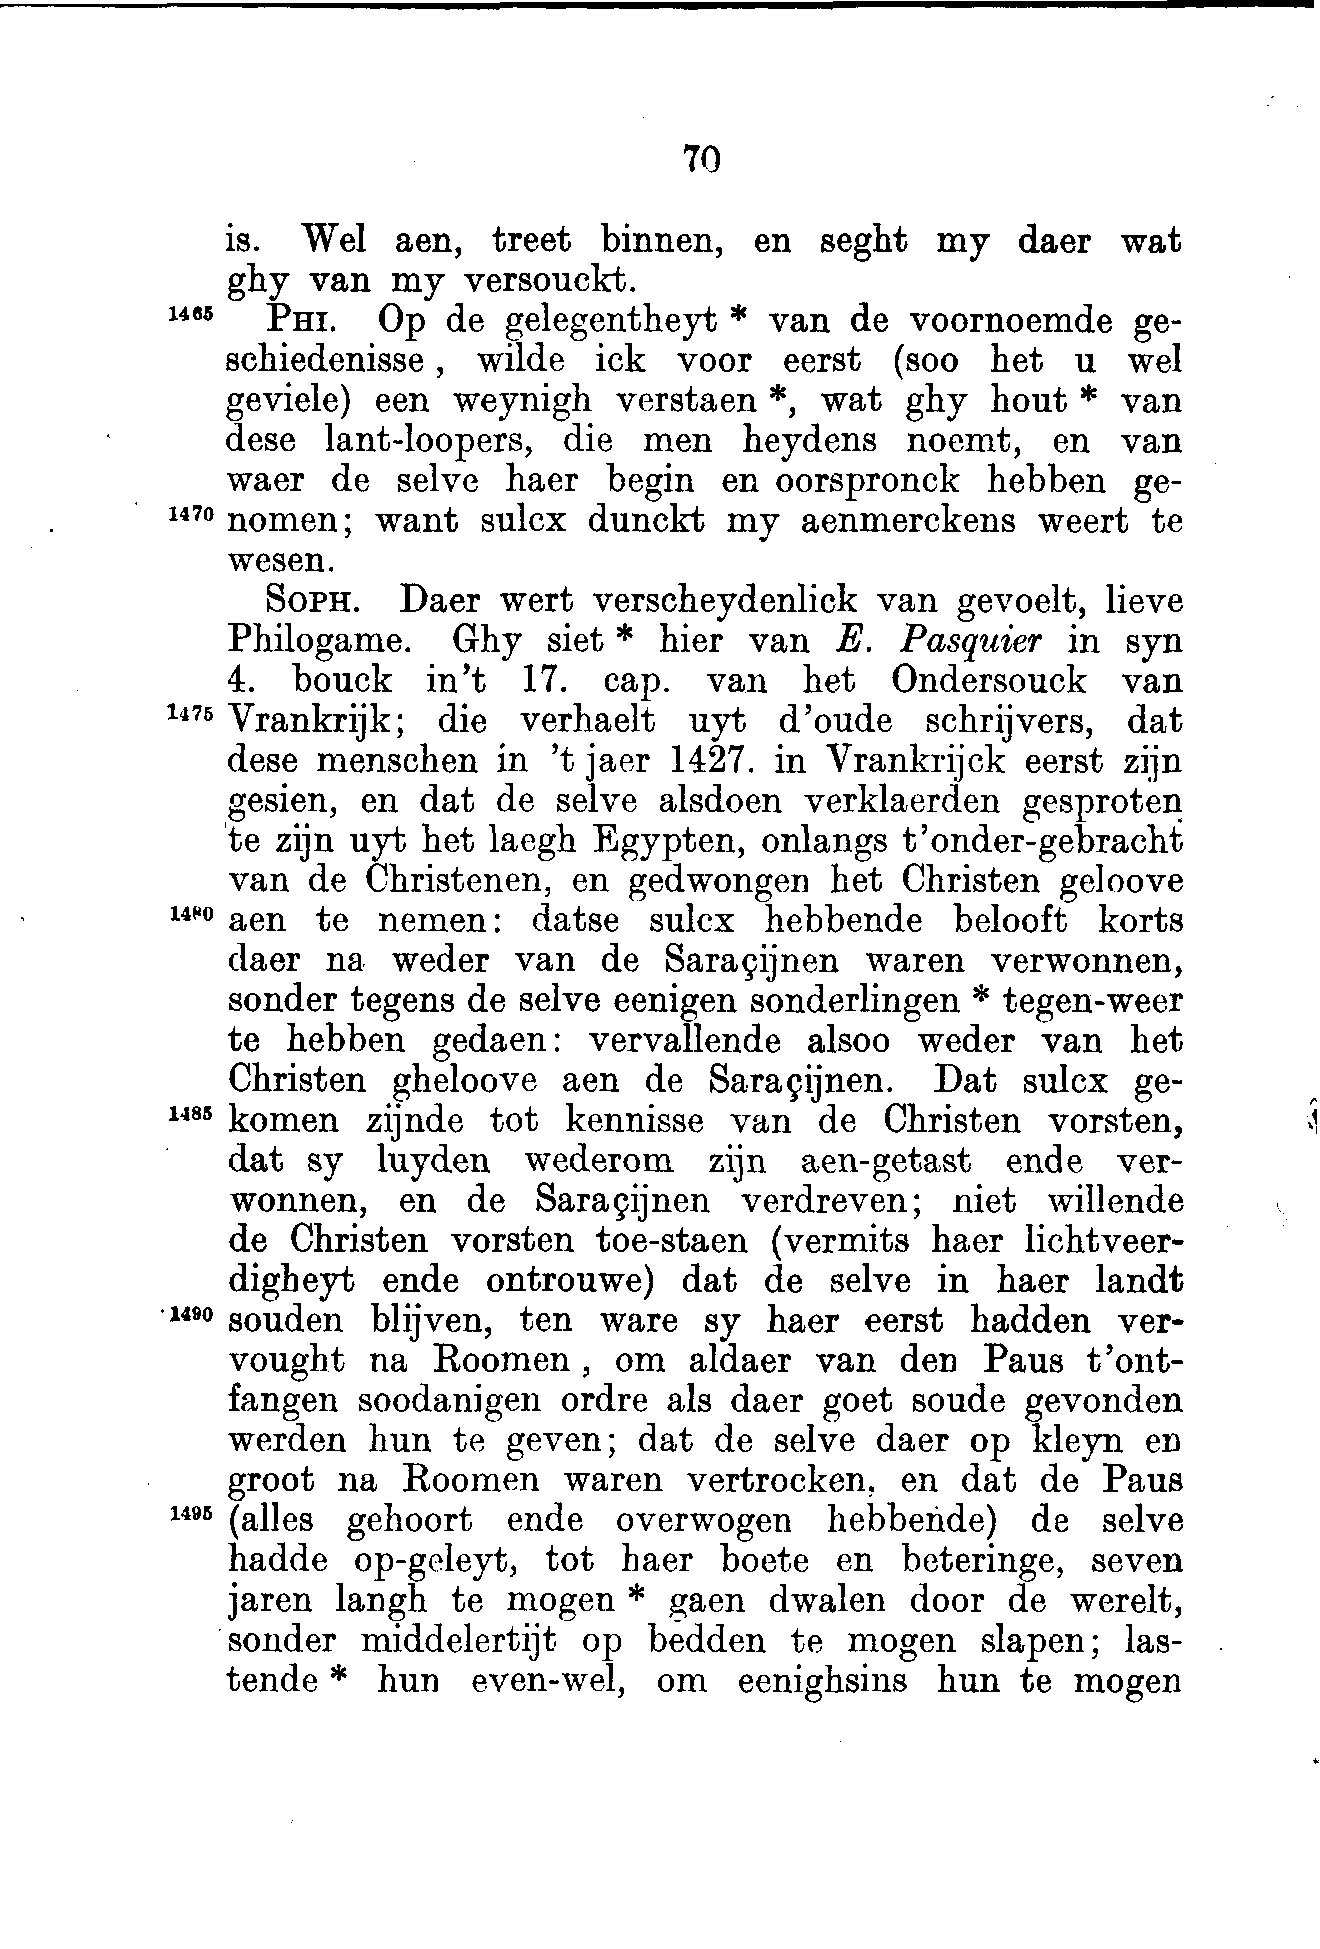 70
is. Wel aen, treet binnen, en seght my daer wat
ghy van my versouckt.
1465 PHI. Op de gelegentheyt * van de voornoemde ge-
schiedenisse, wilde ick voor eerst (soo het u wel
geviele) een weynigh verstaen *, wat ghy hout * van
dese lant-loopers, die men heydens noemt, en van
waer de selve haer begin en oorspronck hebben ge-
1470 nomen; want sulcx dunckt my aenmerckens weert te
wesen.
SOPH. Daer wert verscheydenlick van gevoelt, lieve
Philogame. Ghy siet * hier van E. Pasquier in syn
4. bouck in't 17. cap. van het Ondersouck van
1475 Vrankrijk; die verhaelt uyt d'oude schrijvers, dat
dese menschen in 't jaer 1427. in Vrankrijck eerst zijn
gesien, en dat de selve alsdoen verklaerden gesproten
te zijn uyt het laegh Egypten, onlangs t'onder-gebracht
van de Christenen, en gedwongen het Christen geloove
1480 aen te nemen: datse sulcx hebbende belooft korts
daer na weder van de Saraçijnen waren verwonnen,
sonder tegens de selve eenigen sonderlingen * tegen-weer
te hebben gedaen: vervallende alsoo weder van het
Christen gheloove aen de Saraçijnen. Dat sulcx ge-
1485 komen zijnde tot kennisse van de Christen vorsten,
dat sy luyden wederom zijn aen-getast ende ver-
wonnen, en de Saraçijnen verdreven; niet willende
de Christen vorsten toe-staen (vermits haer lichtveer-
digheyt ende ontrouwe) dat de selve in haer landt
1490 souden blijven, ten ware sy haer eerst hadden ver-
vought na Roomen, om aldaer van den Paus t'ont-
fangen soodanigen ordre als daer goet soude gevonden
werden hun te geven; dat de selve daer op kleyn en
groot na Roomen waren vertrocken, en dat de Paus
1495 (alles gehoort ende overwogen hebbende) de selve
hadde op-geleyt, tot haer boete en beteringe, seven
jaren langh te mogen * gaen dwalen door de werelt,
sonder middelertijt op bedden te mogen slapen; las-
tende * hun even-wel, om eenighsins hun te mogen